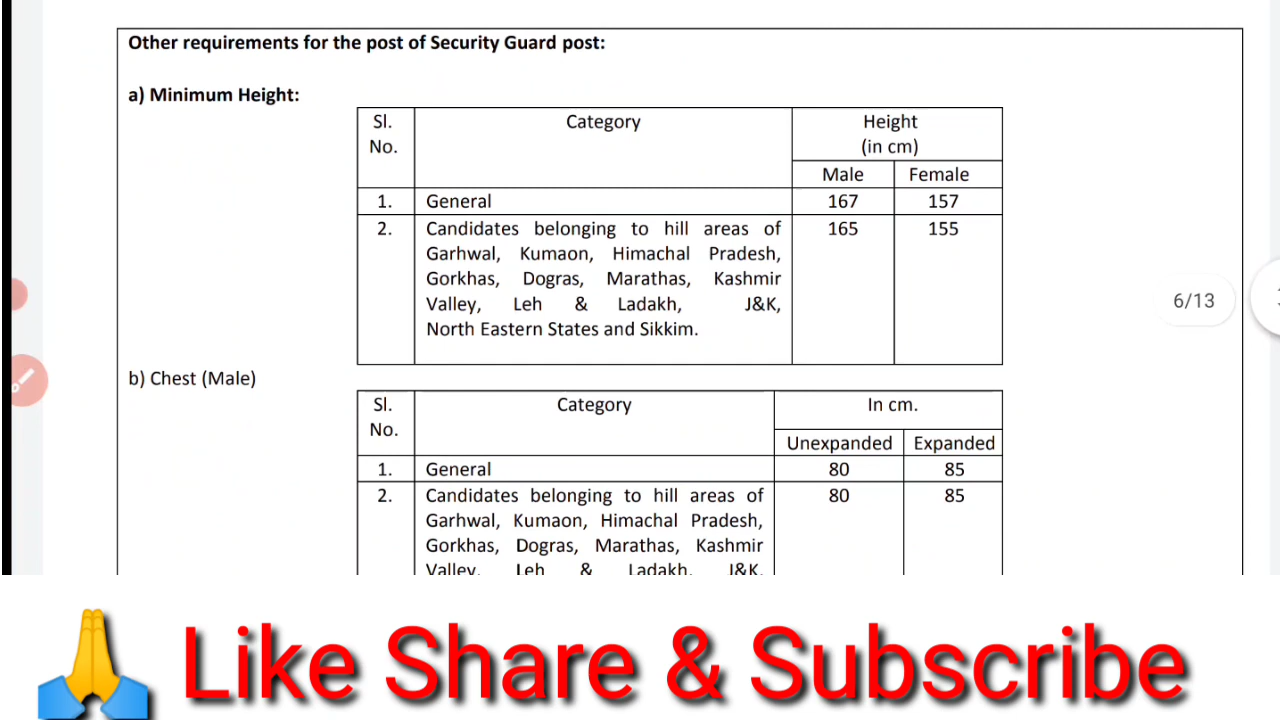 Other requirements for the post of Security Guard post:
a) Minimum Height:
Sl. No. Category Height (in cm)
Male Female
1. General 167 157
2. Candidates belonging to hill areas of 165 155
Garhwal, Kumaon, Himachal Pradesh,
Gorkhas, Dogras, Marathas, Kashmir
Valley, Leh & Ladakh, J&K,
North Eastern States and Sikkim.
6/13
b) Chest (Male)
Sl. No. Category In cm.
Unexpanded Expanded
1. General 80 85
2. Candidates belonging to hill areas of 80 85
Garhwal, Kumaon, Himachal Pradesh,
Gorkhas, Dogras, Marathas, Kashmir
Valley, Leh & Ladakh, J&K,
Like Share & Subscribe